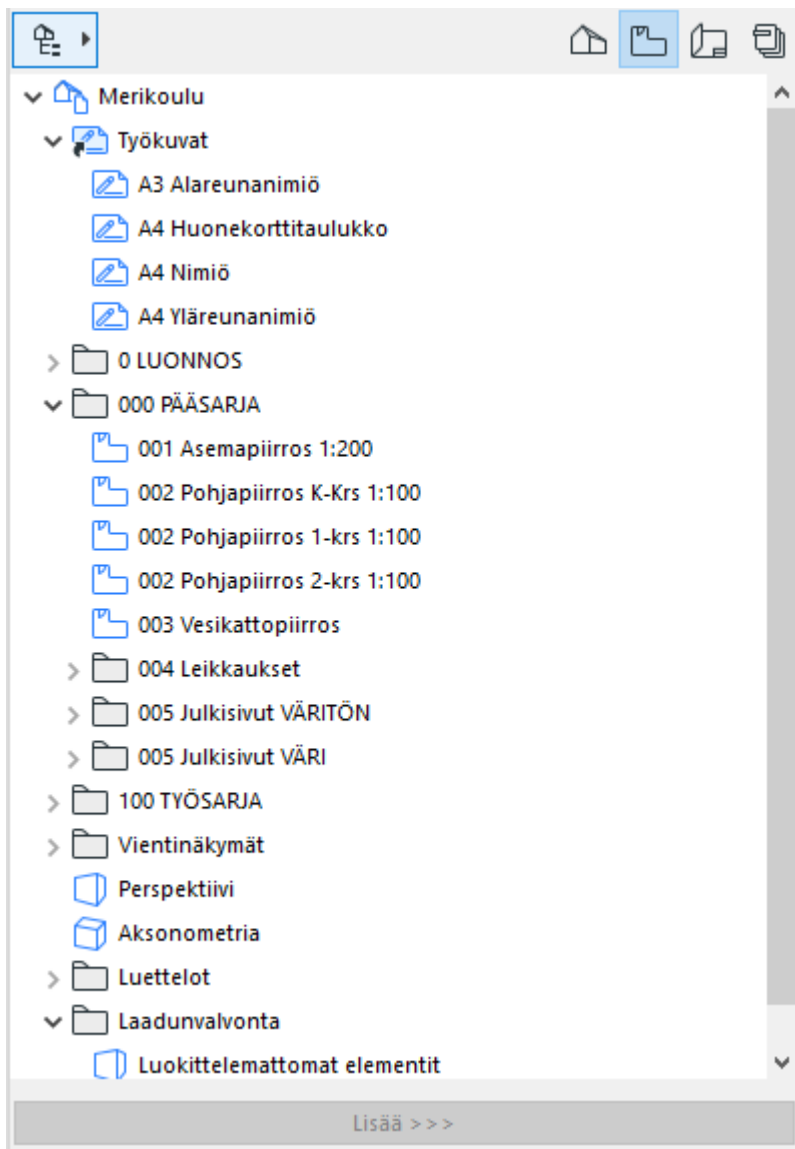 Merikoulu
Työkuvat
A3 Alareunanimiö
A4 Huonekorttitaulukko
A4 Nimiö
A4 Yläreunanimiö
0 LUONNOS
000 PÄÄSARJA
001 Asemapiirros 1:200
002 Pohjapiirros K-Krs 1:100
002 Pohjapiirros 1-krs 1:100
002 Pohjapiirros 2-krs 1:100
003 Vesikattopiirros
004 Leikkaukset
005 Julkisivut VÄRITÖN
005 Julkisivut VÄRI
100 TYÖSARJA
Vientinäkymät
Perspektiivi
Aksonometria
Luettelot
Laadunvalvonta
Luokittelemattomat elementit
Lisää >>>